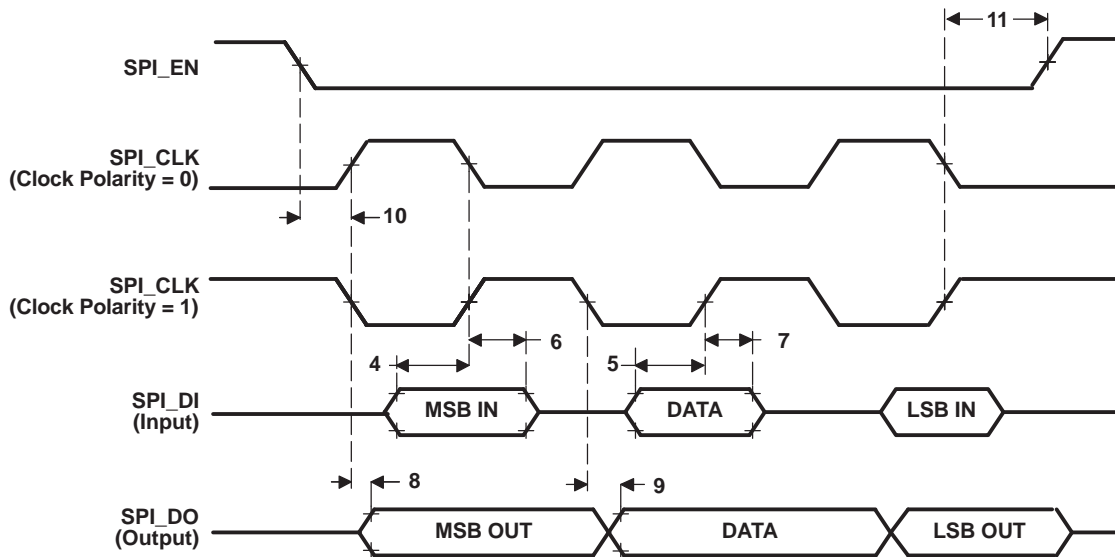 11
SPI_EN
SPI_CLK
(Clock Polarity = 0)
10
SPI_CLK
(Clock Polarity = 1)
6
7
4
5
SPI_DI
(Input)
MSB IN
DATA
LSB IN
8
9
SPI_DO
(Output)
MSB OUT
DATA
LSB OUT